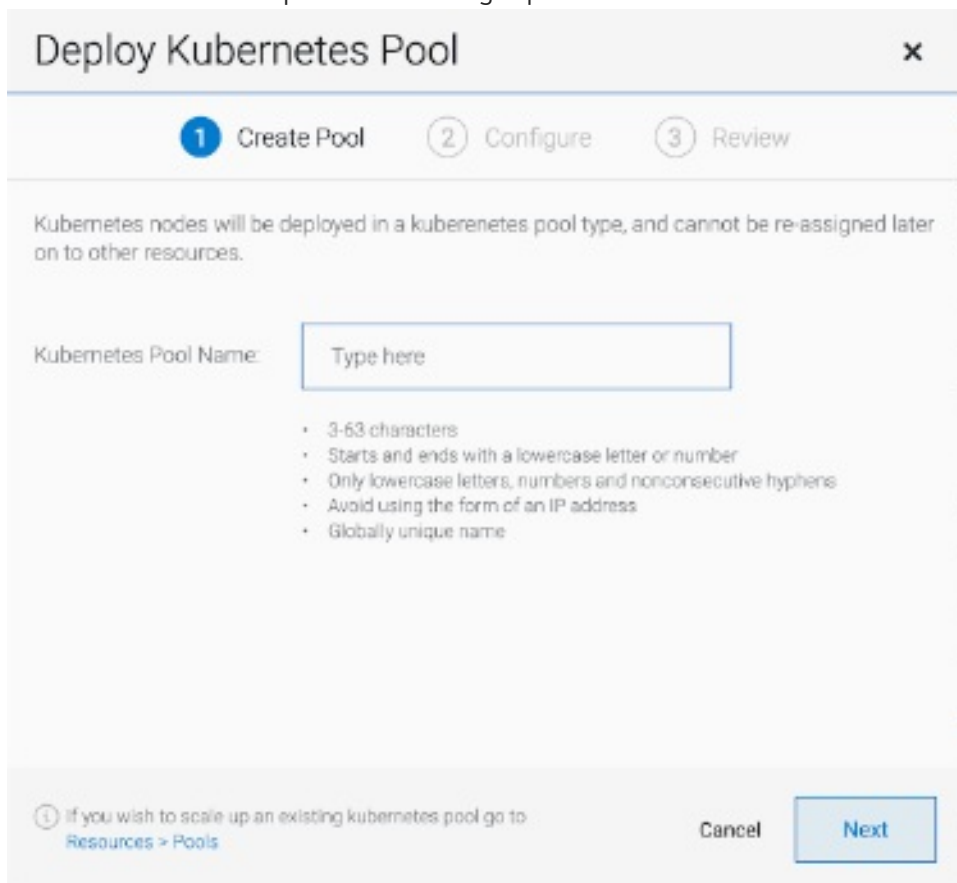 Deploy Kubernetes Pool ×
1 Create Pool 2 Configure 3 Review
Kubernetes nodes will be deployed in a kuberenetes pool type, and cannot be re-assigned later
on to other resources.
Kubernetes Pool Name: Type here
• 3-63 characters
• Starts and ends with a lowercase letter or number
• Only lowercase letters, numbers and nonconsecutive hyphens
• Avoid using the form of an IP address
• Globally unique name
If you wish to scale up an existing kubernetes pool go to
Resources > Pools
Cancel Next